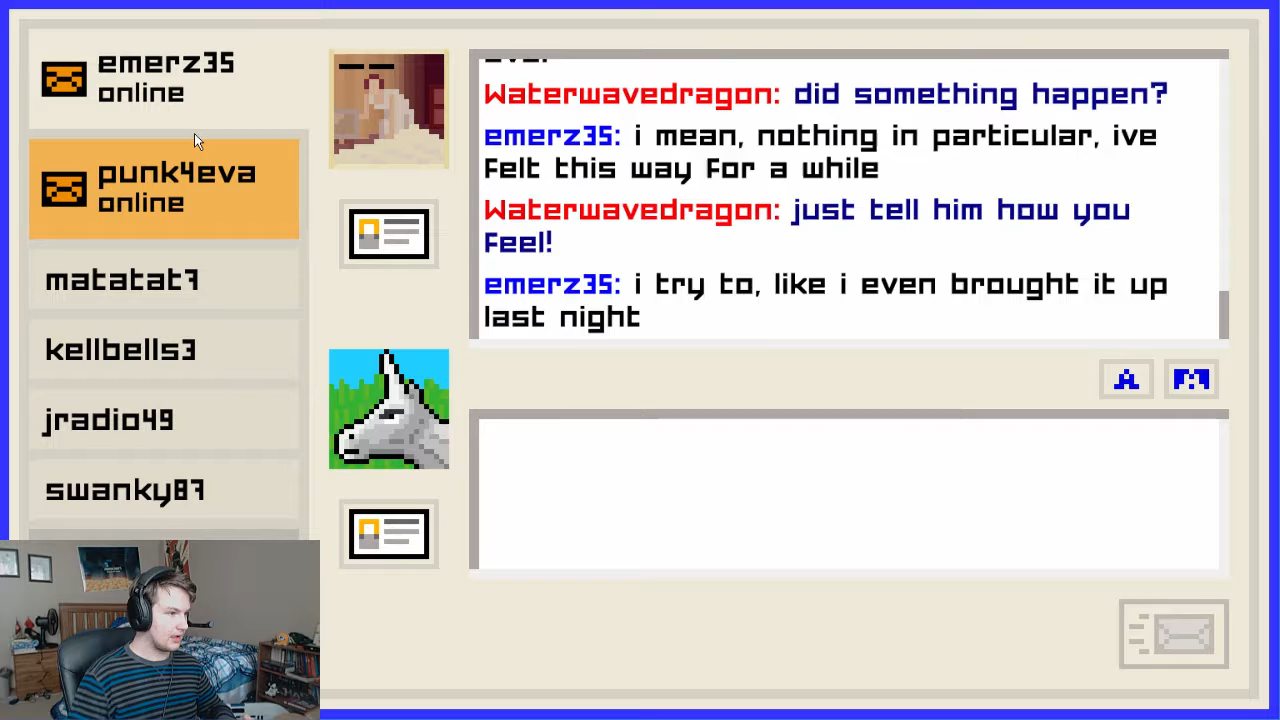 emerz35
online
punk4eva
online
matatat7
kellbells3
jradio49
swanky87
Waterwavedragon: did something happen?
emerz35: i mean, nothing in particular, ive
Felt this way For a while
Waterwavedragon: just tell him how you
Feel!
emerz35: i try to, like i even brought it up
last night
A